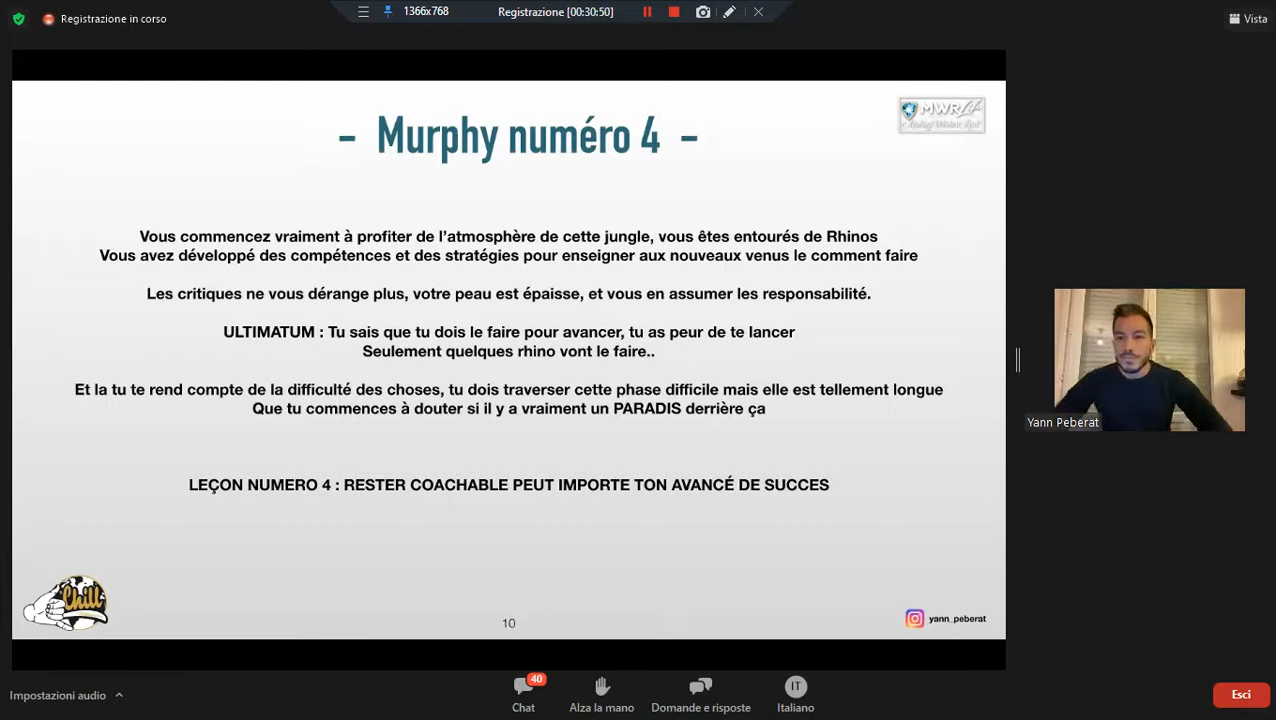 Registrazione in corso
1366x768
Registrazione [00:30:50]
Vista
- Murphy numéro 4 -
MWR Life
Vous commencez vraiment à profiter de l’atmosphère de cette jungle, vous êtes entourés de Rhinos
Vous avez développé des compétences et des stratégies pour enseigner aux nouveaux venus le comment faire
Les critiques ne vous dérange plus, votre peau est épaisse, et vous en assumer les responsabilité.
ULTIMATUM : Tu sais que tu dois le faire pour avancer, tu as peur de te lancer
Seulement quelques rhino vont le faire..
Et la tu te rend compte de la difficulté des choses, tu dois traverser cette phase difficile mais elle est tellement longue
Que tu commences à douter si il y a vraiment un PARADIS derrière ça
LEÇON NUMERO 4 : RESTER COACHABLE PEUT IMPORTE TON AVANCÉ DE SUCCES
Chill
10
yann_peberat
Yann Peberat
Impostazioni audio
40
Chat
Alza la mano
Domande e risposte
IT
Italiano
Esci